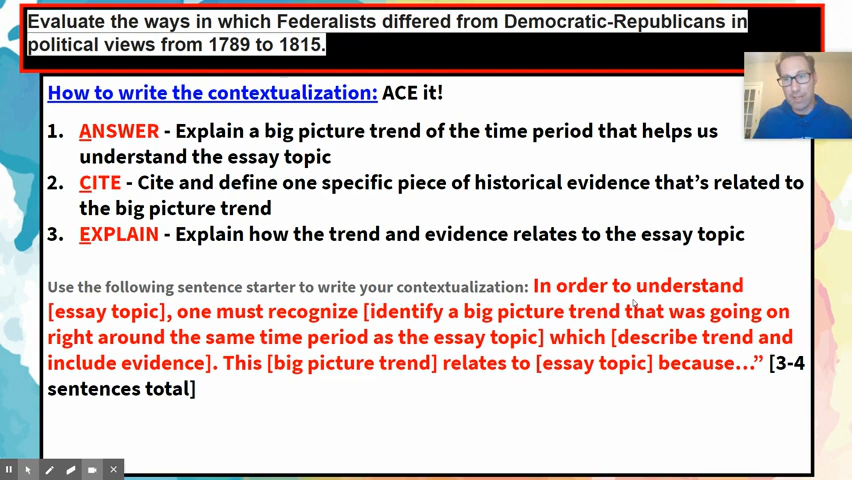 Evaluate the ways in which Federalists differed from Democratic-Republicans in
political views from 1789 to 1815.
How to write the contextualization: ACE it!
1. ANSWER - Explain a big picture trend of the time period that helps us
understand the essay topic
2. CITE - Cite and define one specific piece of historical evidence that's related to
the big picture trend
3. EXPLAIN - Explain how the trend and evidence relates to the essay topic
Use the following sentence starter to write your contextualization: In order to understand
[essay topic], one must recognize [identify a big picture trend that was going on
right around the same time period as the essay topic] which [describe trend and
include evidence]. This [big picture trend] relates to [essay topic] because…” [3-4
sentences total]